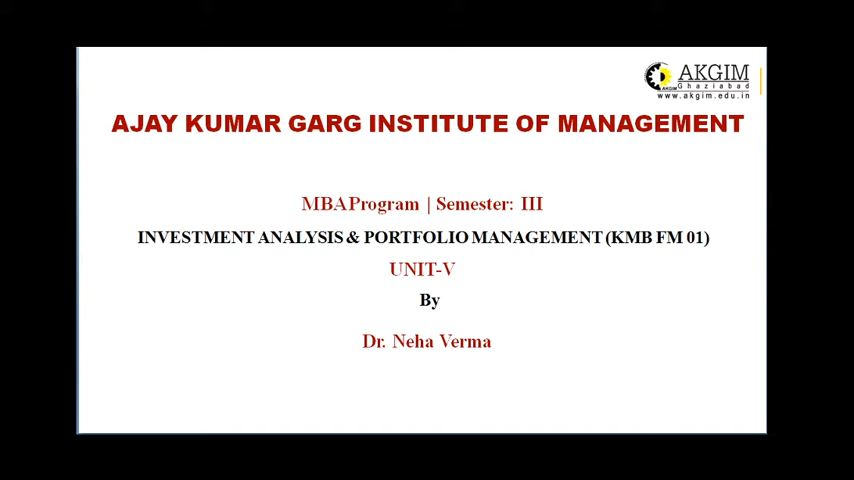 AKGIM
Ghaziabad
AKGIM
www.akgim.edu.in
AJAY KUMAR GARG INSTITUTE OF MANAGEMENT
MBAProgram | Semester: III
INVESTMENT ANALYSIS & PORTFOLIO MANAGEMENT (KMB FM 01)
UNIT-V
By
Dr. Neha Verma